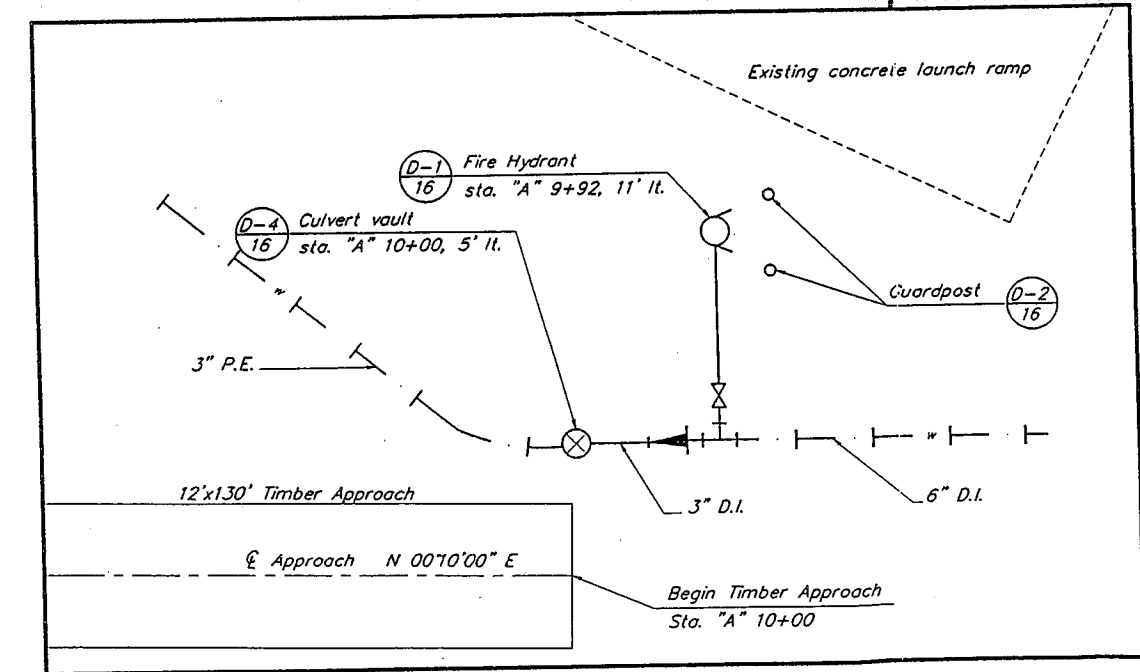 Existing concrete launch ramp
D-1
16
Fire Hydrant
sta. "A" 9+92, 11' lt.
D-4
16
Culvert vault
sta. "A" 10+00, 5' lt.
w
Guardpost
D-2
16
3" P.E.
w
12'x130' Timber Approach
3" D.I.
6" D.I.
℄ Approach N 00°10'00" E
Begin Timber Approach
Sta. "A" 10+00